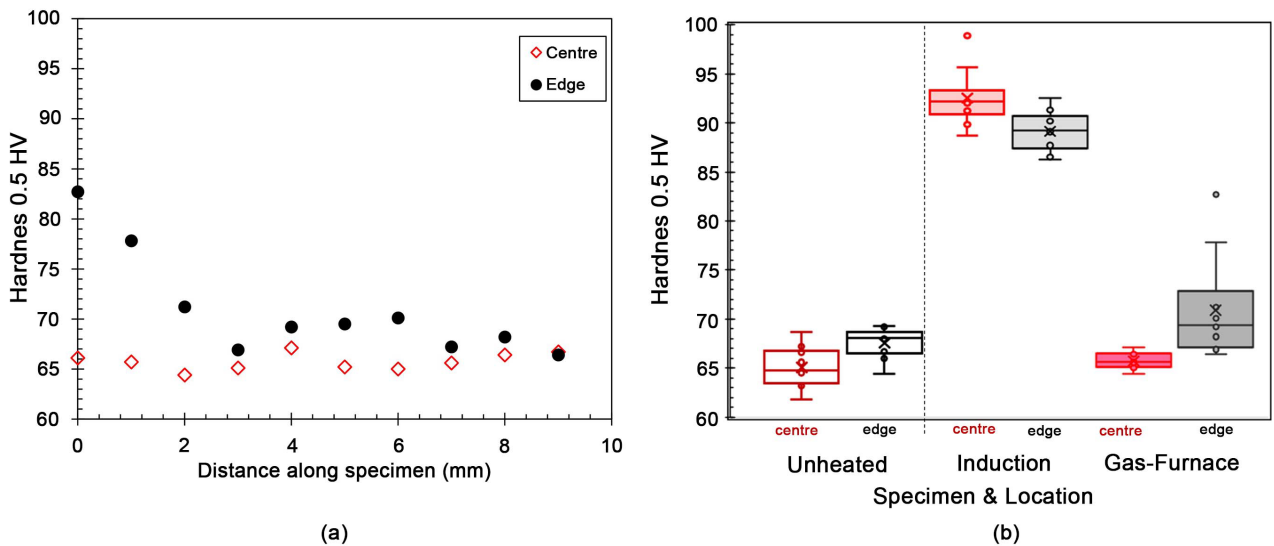 100
95
90
85
80
75
70
65
60
Hardnes 0.5 HV
Centre
Edge
0 2 4 6 8 10
Distance along specimen (mm)
(a)
100
95
90
85
80
75
70
65
60
Hardnes 0.5 HV
centre edge centre edge centre edge
Unheated Induction Gas-Furnace
Specimen & Location
(b)